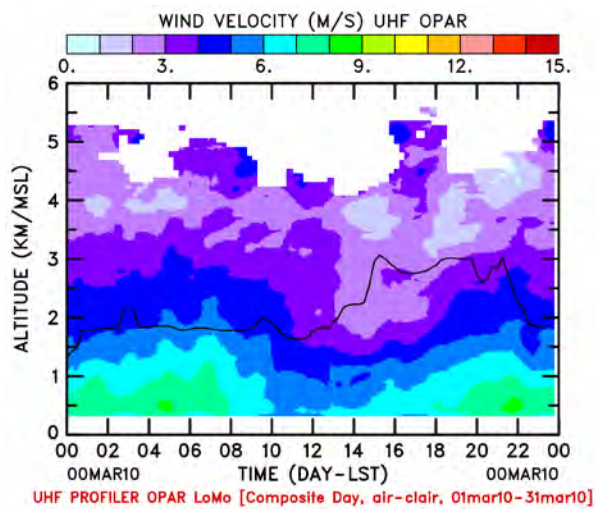 WIND VELOCITY (M/S) UHF OPAR
0. 3. 6. 9. 12. 15.
6
5
4
3
2
1
0
ALTITUDE (KM/MSL)
00 02 04 06 08 10 12 14 16 18 20 22 00
00MAR10 TIME (DAY-LST) 00MAR10
UHF PROFILER OPAR LoMo [Composite Day, air-clair, 01mar10-31mar10]